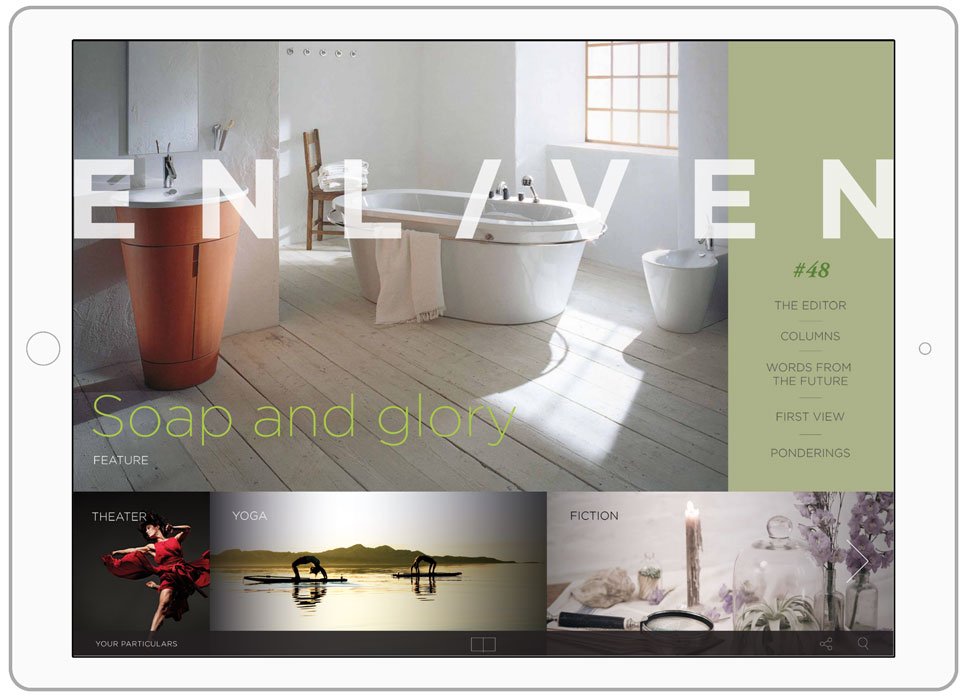 ENLIVEN
#48
THE EDITOR
COLUMNS
WORDS FROM
THE FUTURE
FIRST VIEW
PONDERINGS
Soap and glory
FEATURE
THEATER
YOGA
FICTION
YOUR PARTICULARS